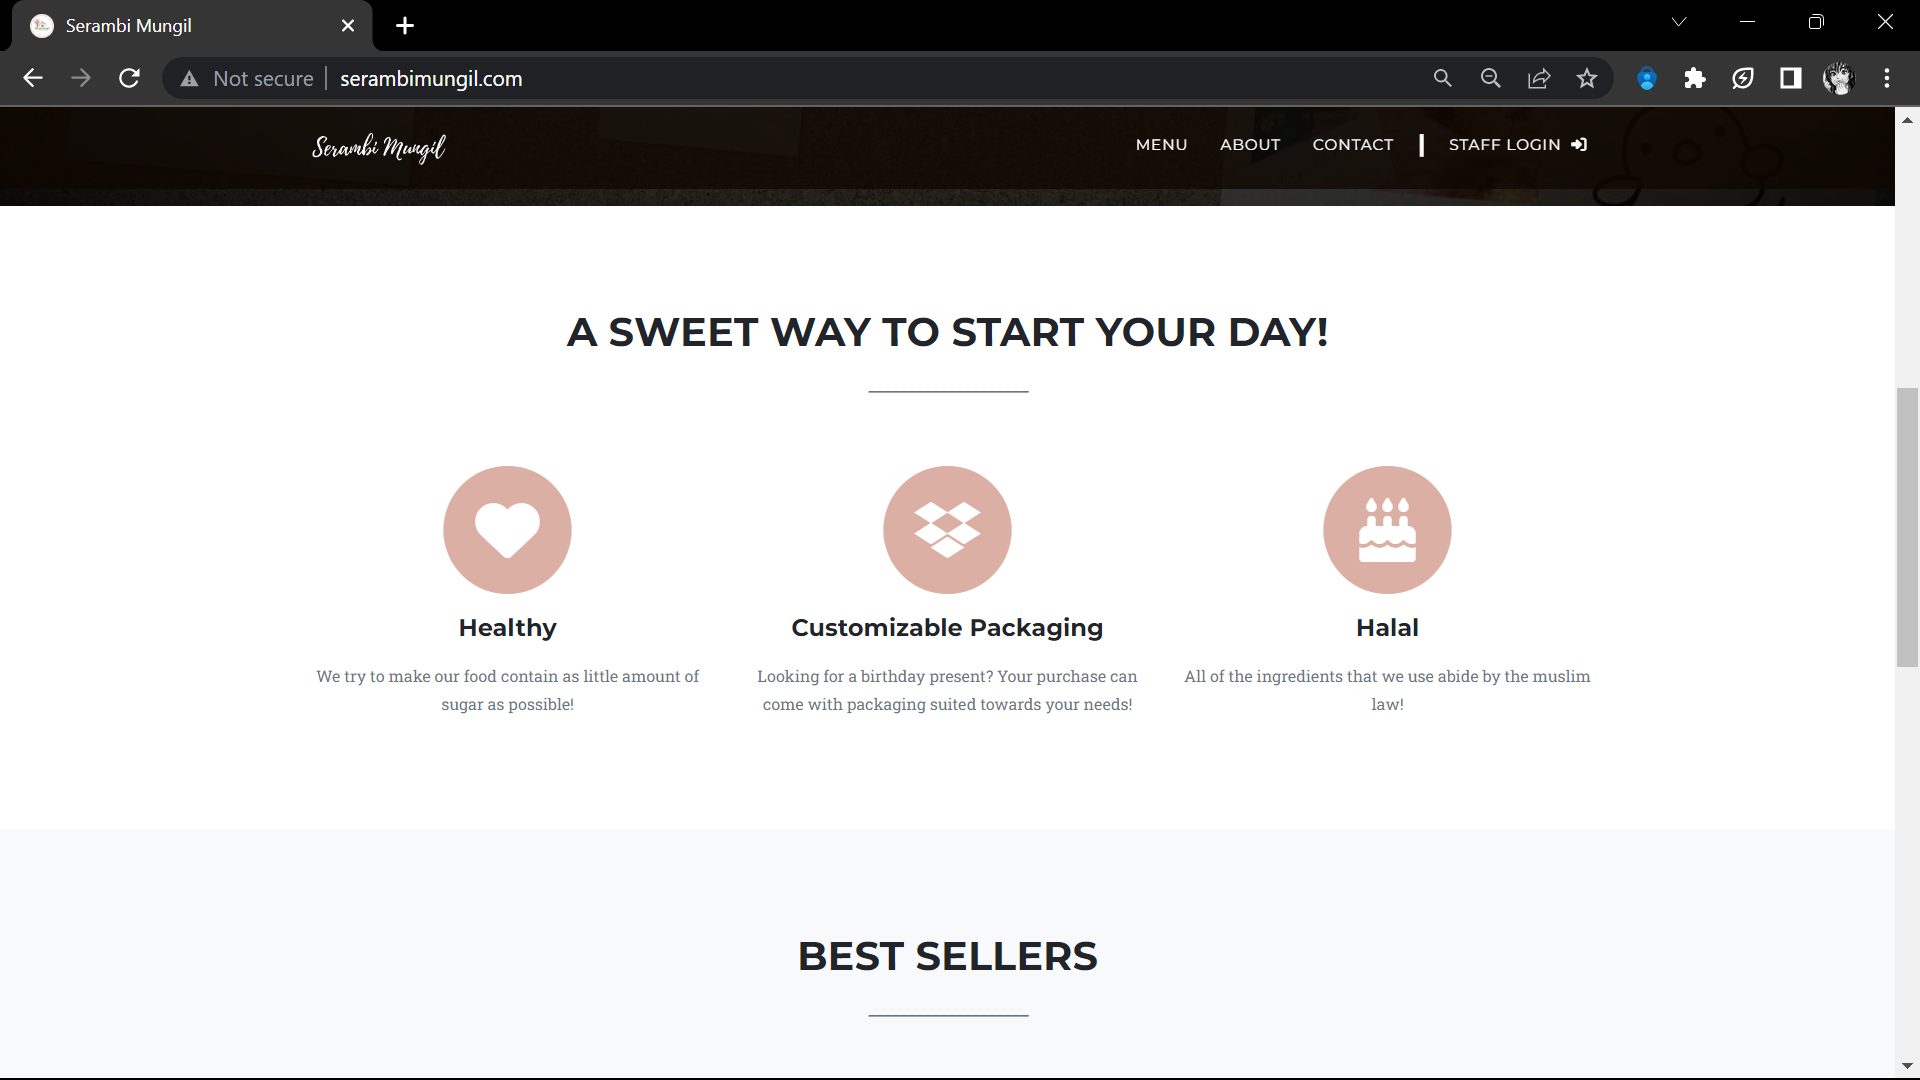 Serambi Mungil
Not secure
serambimungil.com
Serambi Mungil
MENU
ABOUT
CONTACT
STAFF LOGIN
A SWEET WAY TO START YOUR DAY!
Healthy
We try to make our food contain as little amount of
sugar as possible!
Customizable Packaging
Looking for a birthday present? Your purchase can
come with packaging suited towards your needs!
Halal
All of the ingredients that we use abide by the muslim
law!
BEST SELLERS